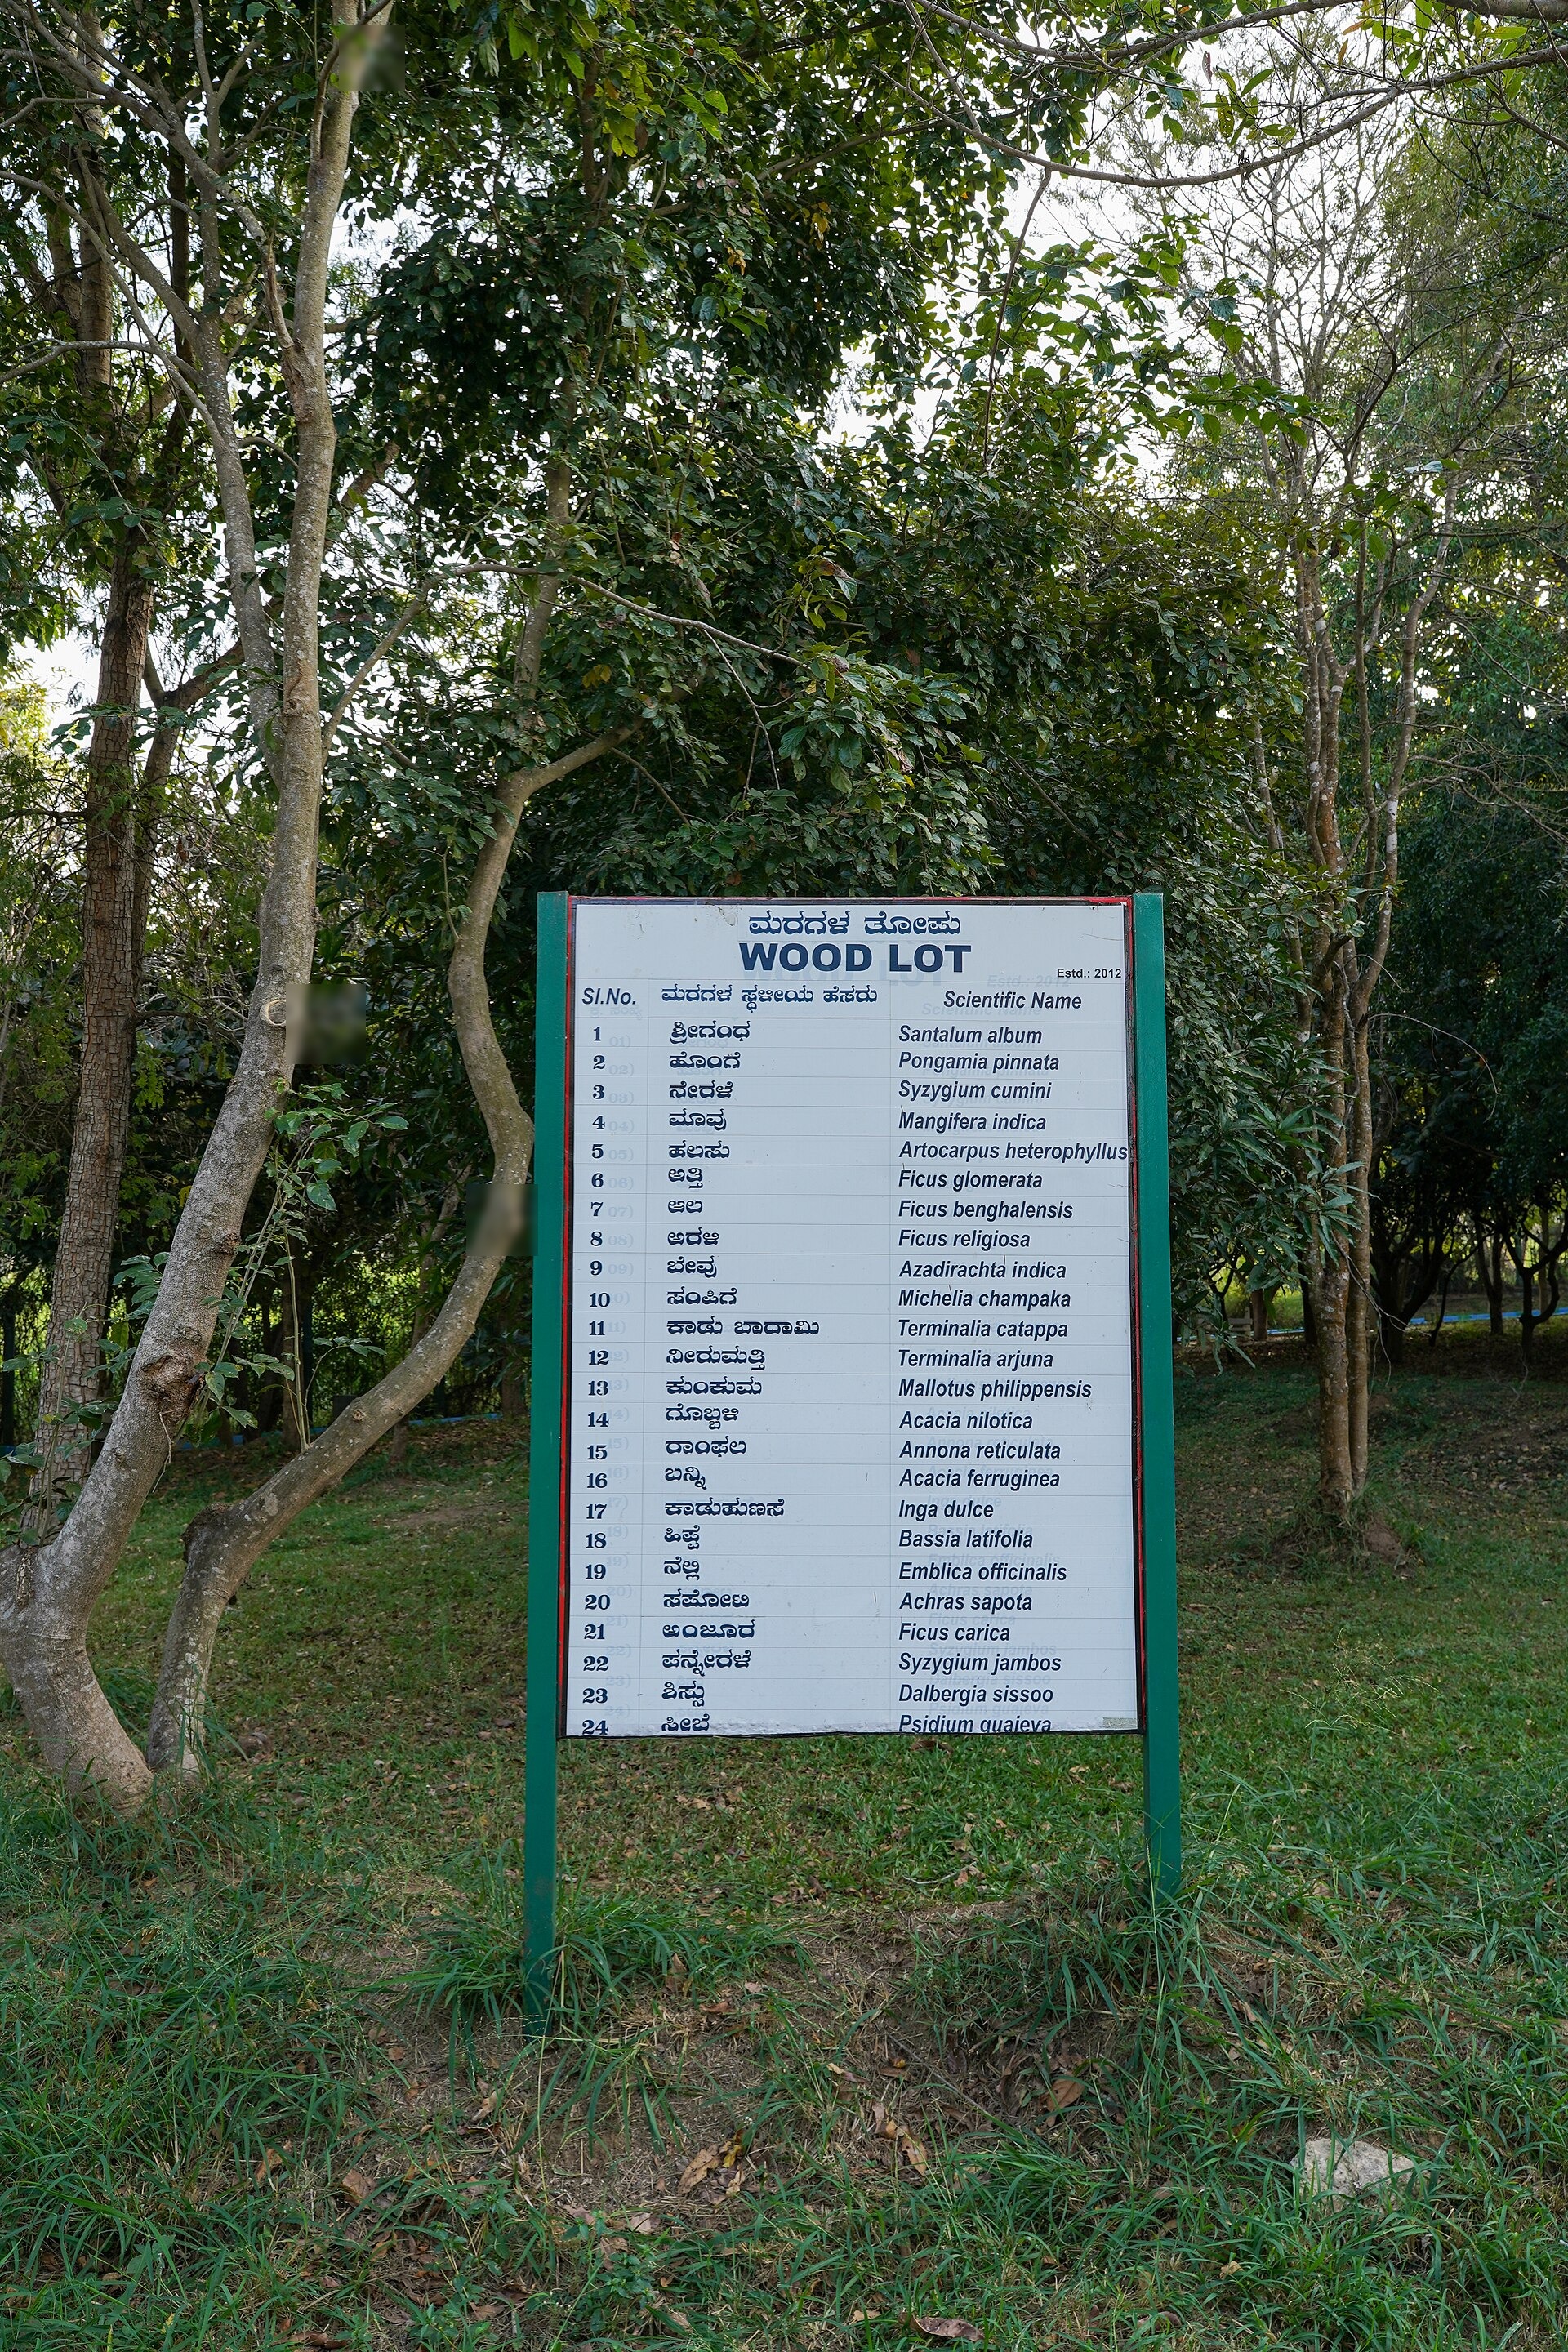 ಮರಗಳ ತೋಪು
WOOD LOT
Estd.: 2012
Sl.No. ಮರಗಳ ಸ್ಥಳೀಯ ಹೆಸರು Scientific Name
1 ಶ್ರೀಗಂಧ Santalum album
2 ಹೊಂಗೆ Pongamia pinnata
3 ನೇರಳೆ Syzygium cumini
4 ಮಾವು Mangifera indica
5 ಹಲಸು Artocarpus heterophyllus
6 ಅತ್ತಿ Ficus glomerata
7 ಆಲ Ficus benghalensis
8 ಅರಳಿ Ficus religiosa
9 ಬೇವು Azadirachta indica
10 ಸಂಪಿಗೆ Michelia champaka
11 ಕಾಡು ಬಾದಾಮಿ Terminalia catappa
12 ನೀರುಮತ್ತಿ Terminalia arjuna
13 ಕುಂಕುಮ Mallotus philippensis
14 ಗೊಬ್ಬಳಿ Acacia nilotica
15 ರಾಂಫಲ Annona reticulata
16 ಬನ್ನಿ Acacia ferruginea
17 ಕಾಡುಹುಣಸೆ Inga dulce
18 ಹಿಪ್ಪೆ Bassia latifolia
19 ನೆಲ್ಲಿ Emblica officinalis
20 ಸಪೋಟ Achras sapota
21 ಅಂಜೂರ Ficus carica
22 ಪನ್ನೇರಳೆ Syzygium jambos
23 ಶಿಸ್ಸು Dalbergia sissoo
24 ಸೀಬೆ Psidium guajeva